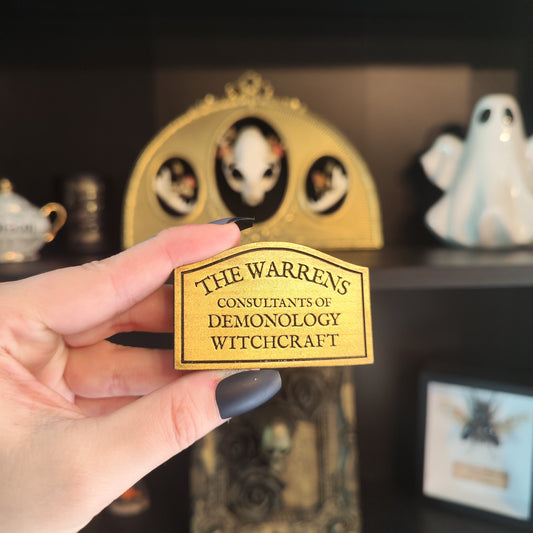 THE WARRENS
CONSULTANTS OF
DEMONOLOGY
WITCHCRAFT